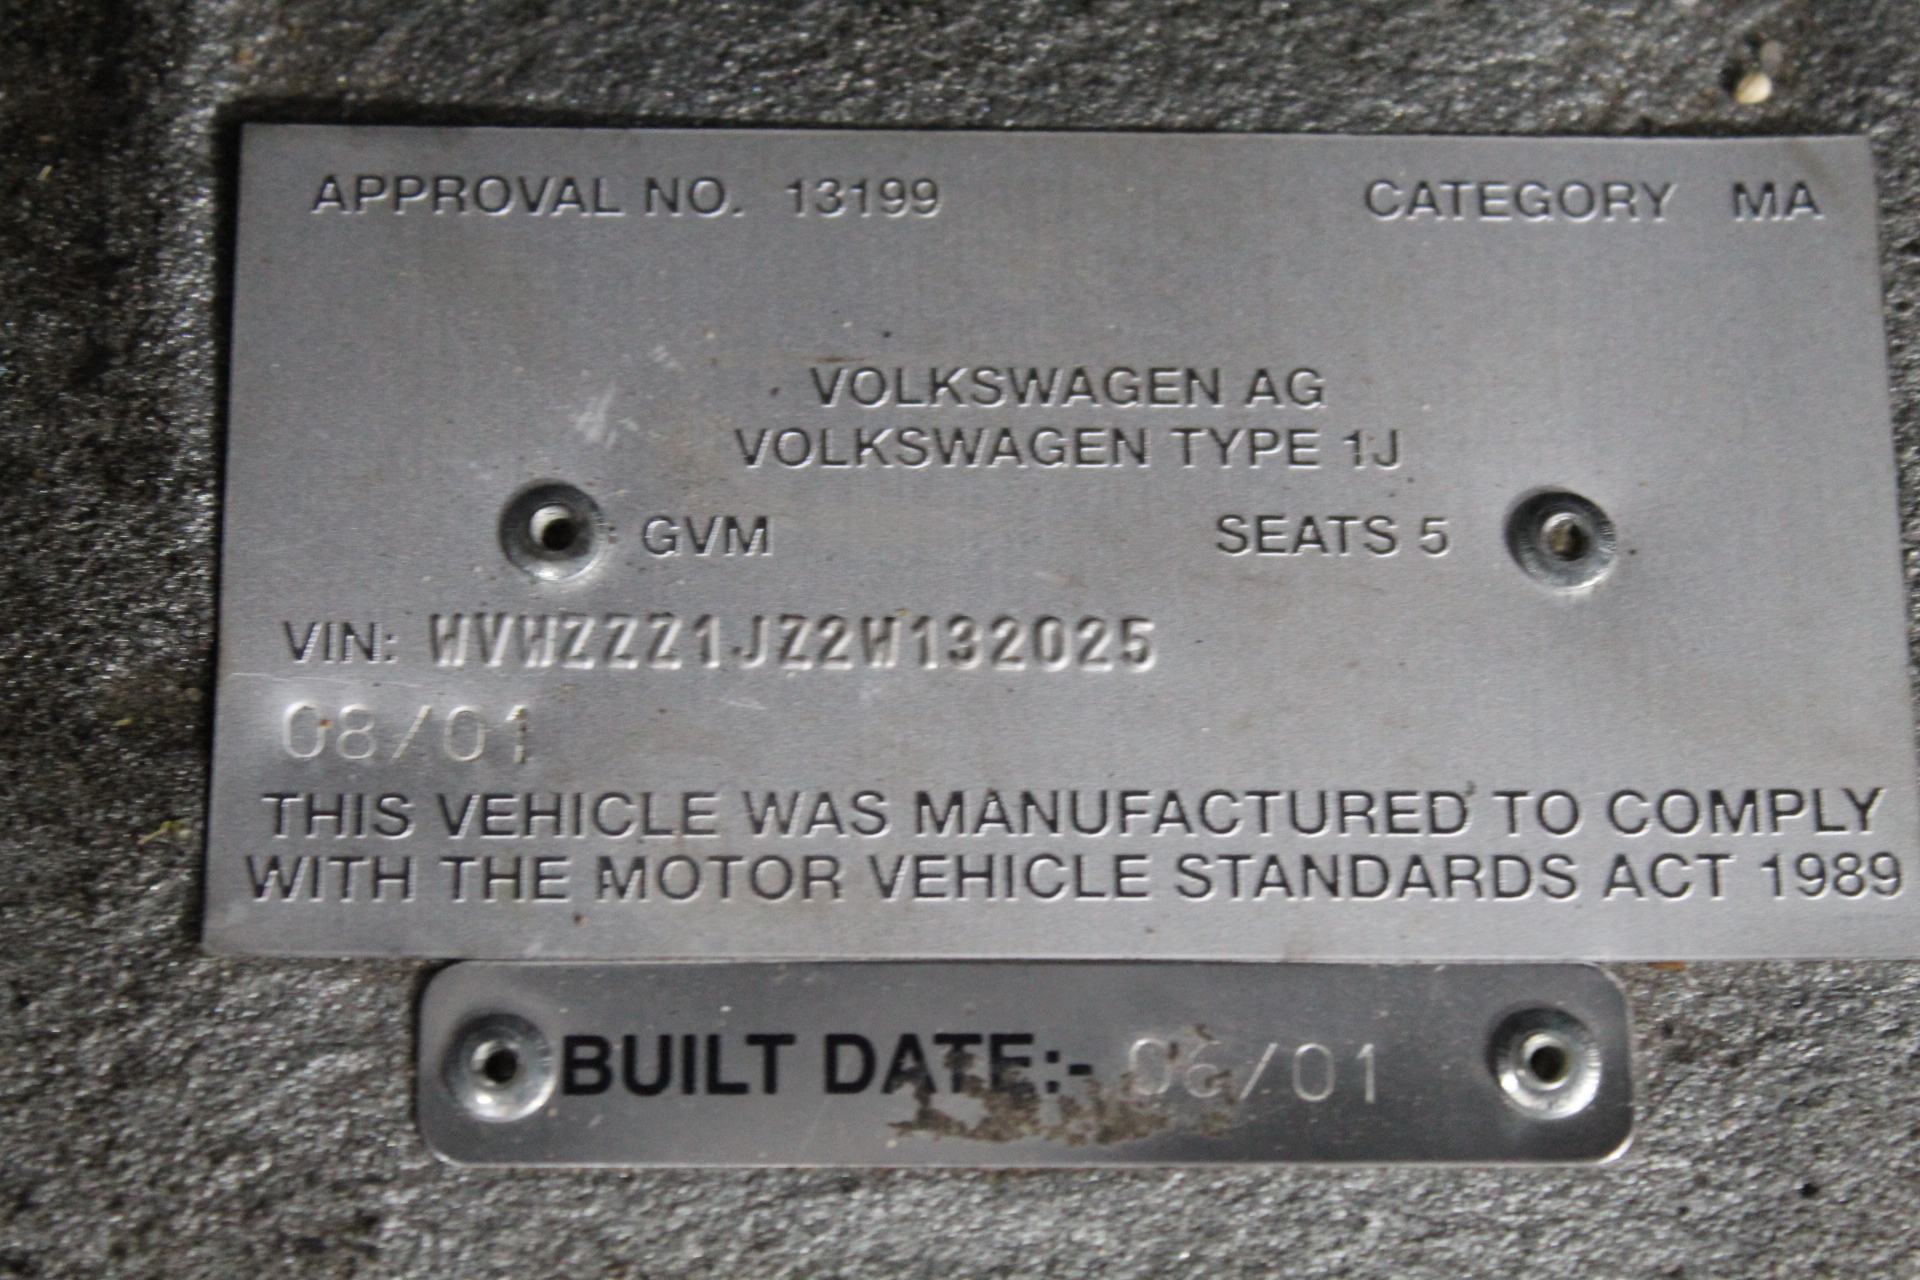 APPROVAL NO. 13199 CATEGORY MA
VOLKSWAGEN AG
VOLKSWAGEN TYPE 1J
GVM SEATS 5
VIN: WVWZZZ1JZ2W132025
08/01
THIS VEHICLE WAS MANUFACTURED TO COMPLY
WITH THE MOTOR VEHICLE STANDARDS ACT 1989
BUILT DATE:- 06/01